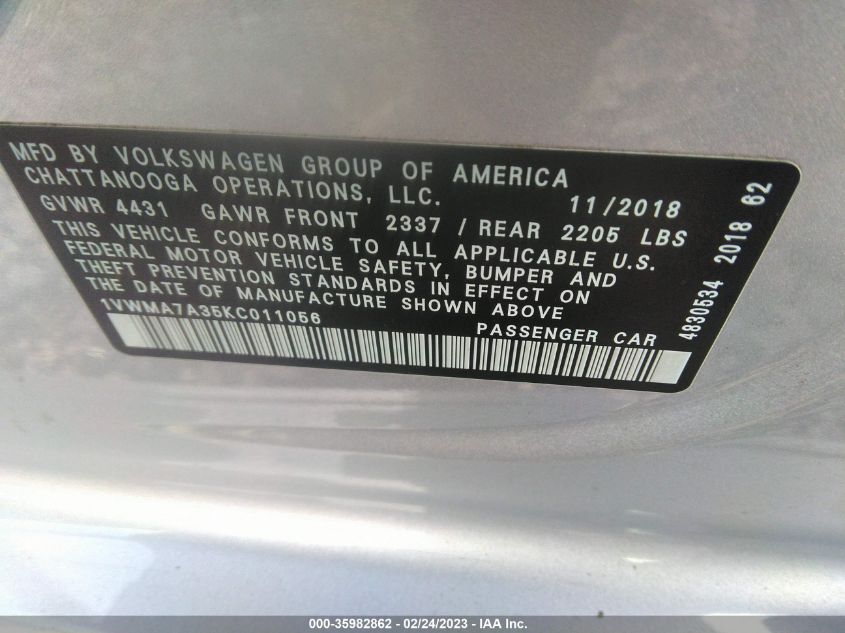 MFD BY VOLKSWAGEN GROUP OF AMERICA
CHATTANOOGA OPERATIONS, LLC. 11/2018
GVWR 4431 GAWR FRONT 2337 / REAR 2205 LBS
THIS VEHICLE CONFORMS TO ALL APPLICABLE U.S.
FEDERAL MOTOR VEHICLE SAFETY, BUMPER AND
THEFT PREVENTION STANDARDS IN EFFECT ON
THE DATE OF MANUFACTURE SHOWN ABOVE
1VWMA7A35KC011056 PASSENGER CAR
4830534 2018 62
000-35982862 - 02/24/2023 - IAA Inc.